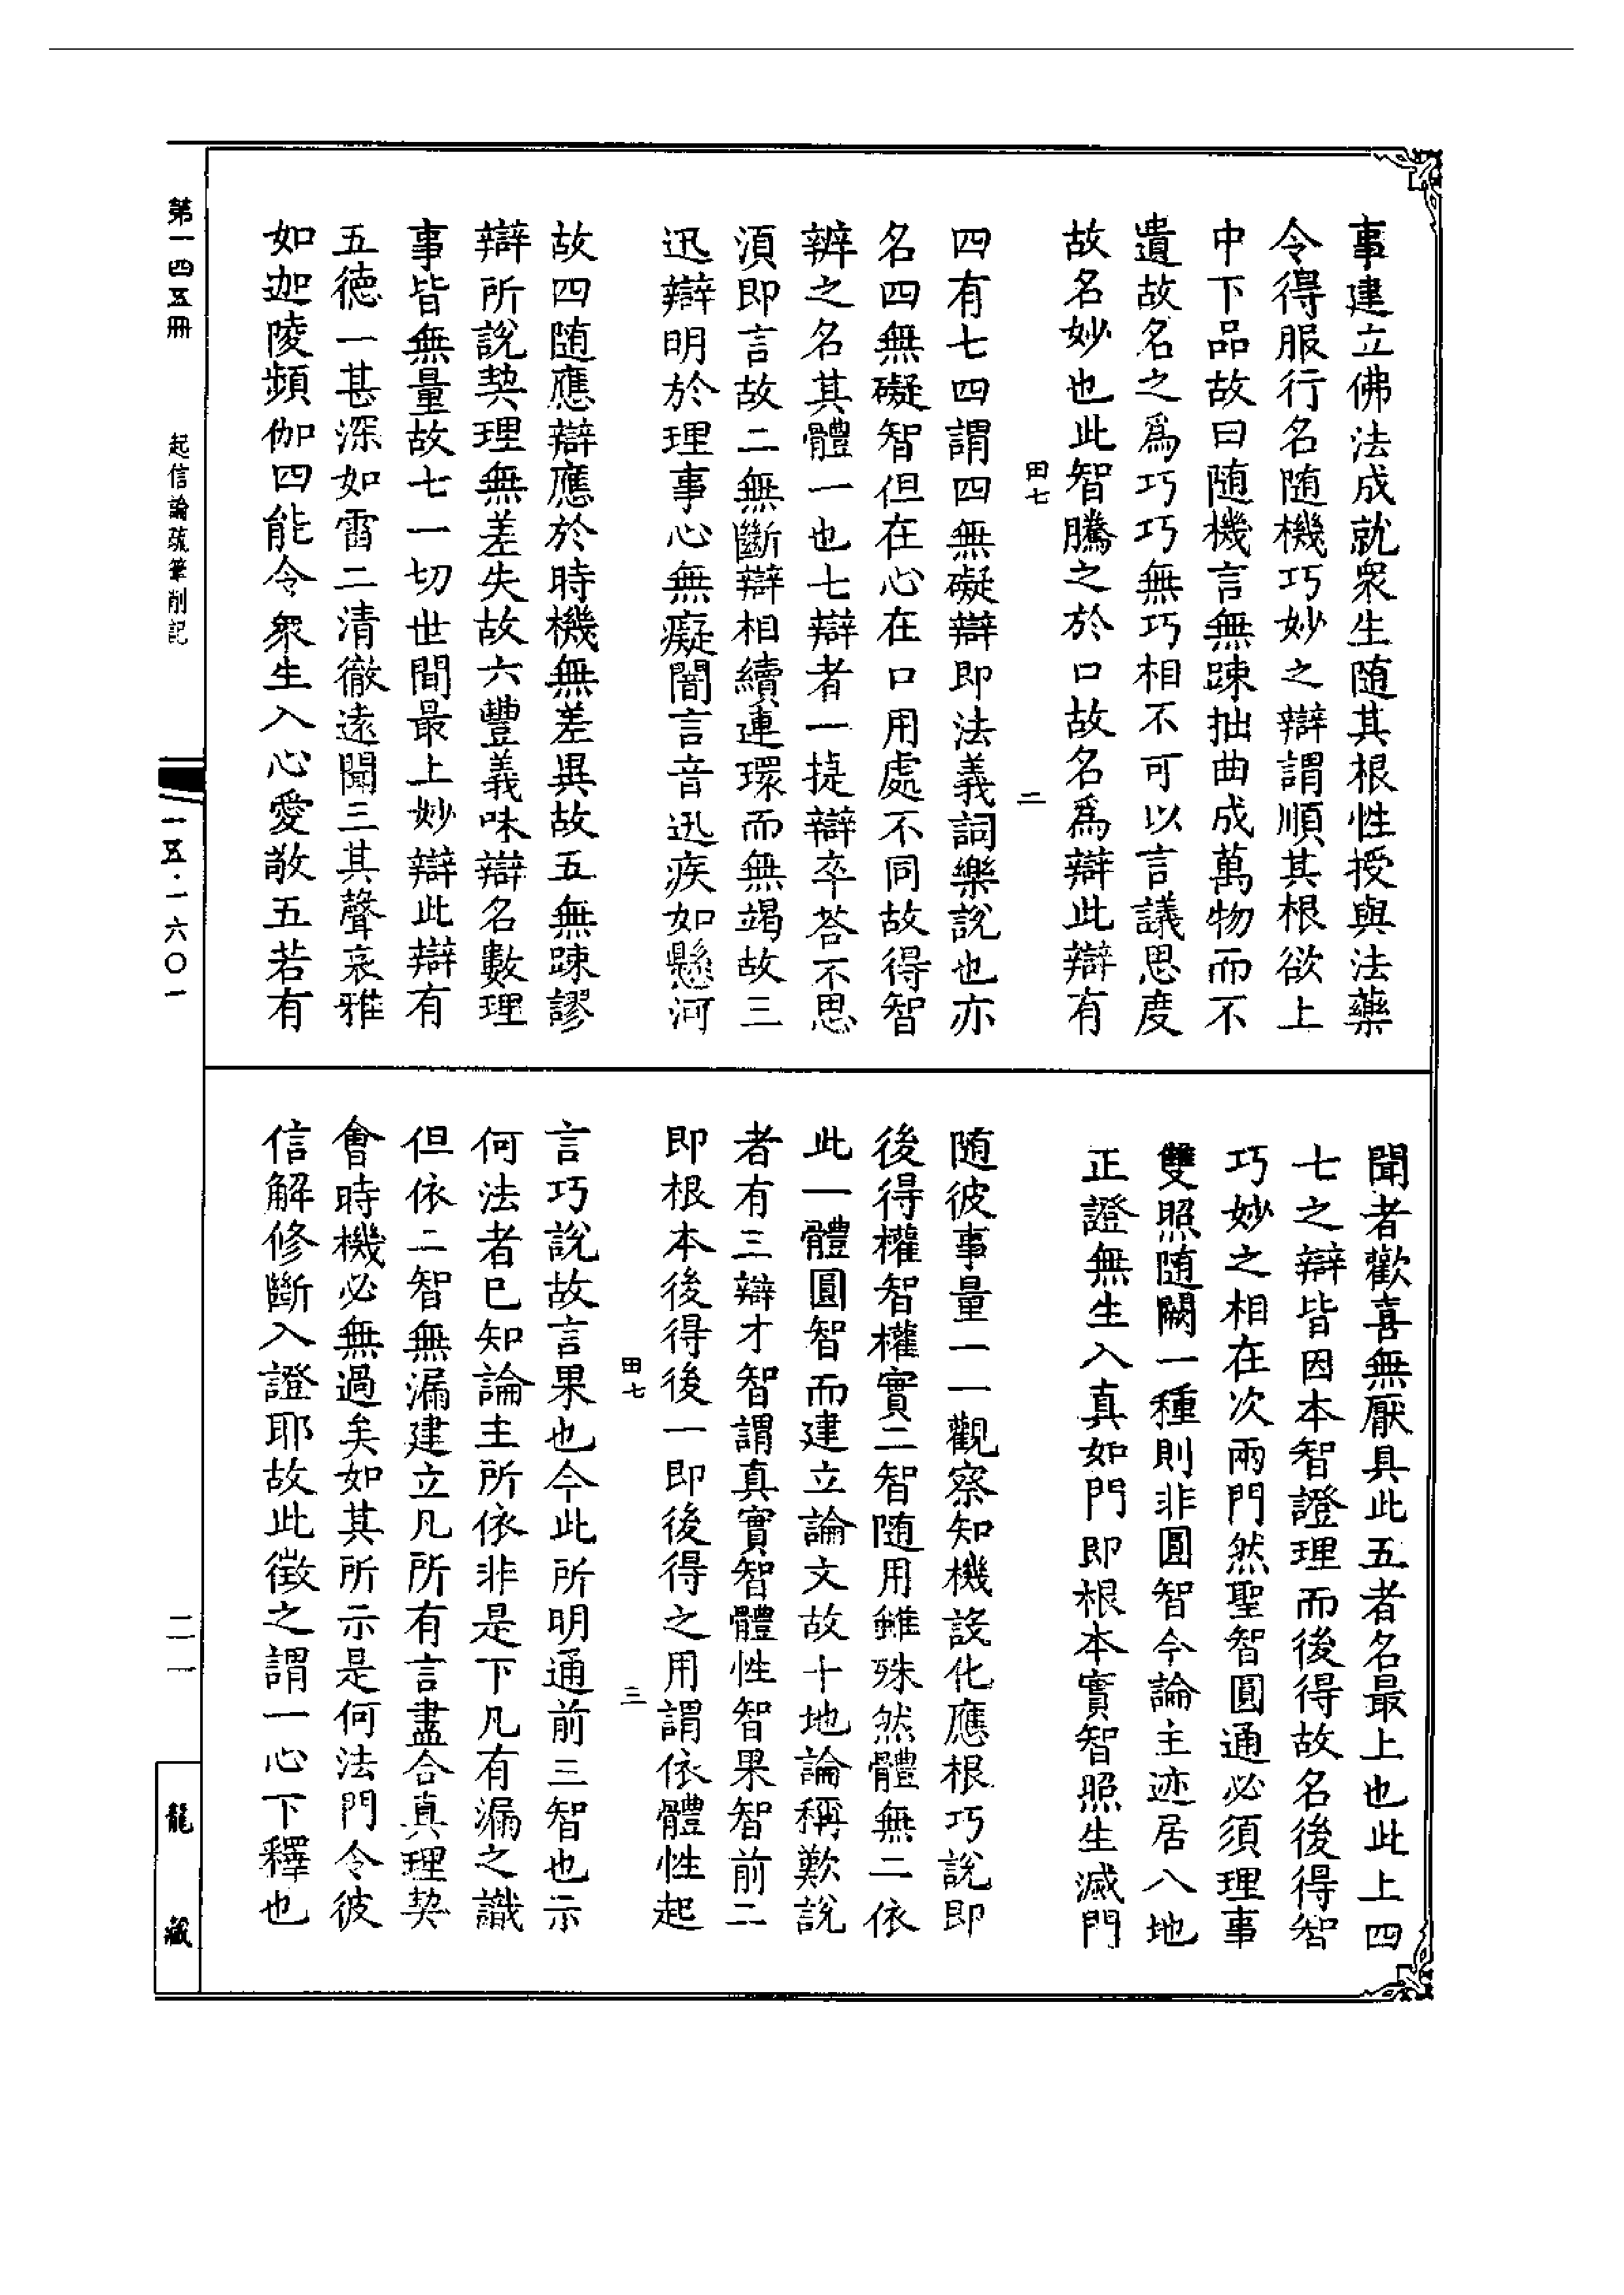 事建立佛法成就衆生随其根性授與法藥
令得服行名随機巧妙之辯謂順其根欲上
中下品故曰随機言無踈拙曲成萬物而不
遺故名之爲巧巧無巧相不可以言議思度
故名妙也此智騰之於口故名爲辯此辯有
田七
二
四有七四謂四無礙辯即法義詞樂說也亦
名四無礙智但在心在口用處不同故得智
辨之名其體一也七辯者一捷辯卒荅不思
湏即言故二無斷辯相續連環而無竭故三
迅辯明於理事心無癡闇言音迅疾如懸河
故四随應辯應於時機無差異故五無踈謬
辯所說契理無差失故六豐義味辯名數理
事皆無量故七一切世間最上妙辯此辯有
五德一甚深如雷二清徹遠聞三其聲哀雅
如迦陵頻伽四能令衆生入心愛敬五若有
聞者歡喜無厭具此五者名最上也此上四
七之辯皆因本智證理而後得故名後得智
巧妙之相在次兩門然聖智圓通必須理事
雙照随闕一種則非圓智今論主迹居八地
正證無生入真如門即根本實智照生滅門
随彼事量一一觀察知機設化應根巧說即
後得權智權實二智随用雖殊然體無二依
此一體圓智而建立論文故十地論稱歎說
者有三辯才智謂真實智體性智果智前二
即根本後得後一即後得之用謂依體性起
田七
三
言巧說故言果也今此所明通前三智也示
何法者已知論主所依非是下凡有漏之識
但依二智無漏建立凡所有言盡合真理契
會時機必無過矣如其所示是何法門令彼
信解修斷入證耶故此徵之謂一心下釋也
第一四五冊
起信論疏筆削記
一五·一六〇一
二一
龍藏